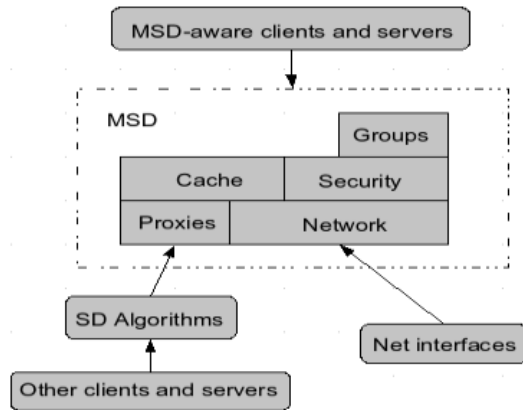 MSD-aware clients and servers
MSD
Groups
Cache
Security
Proxies
Network
SD Algorithms
Net interfaces
Other clients and servers